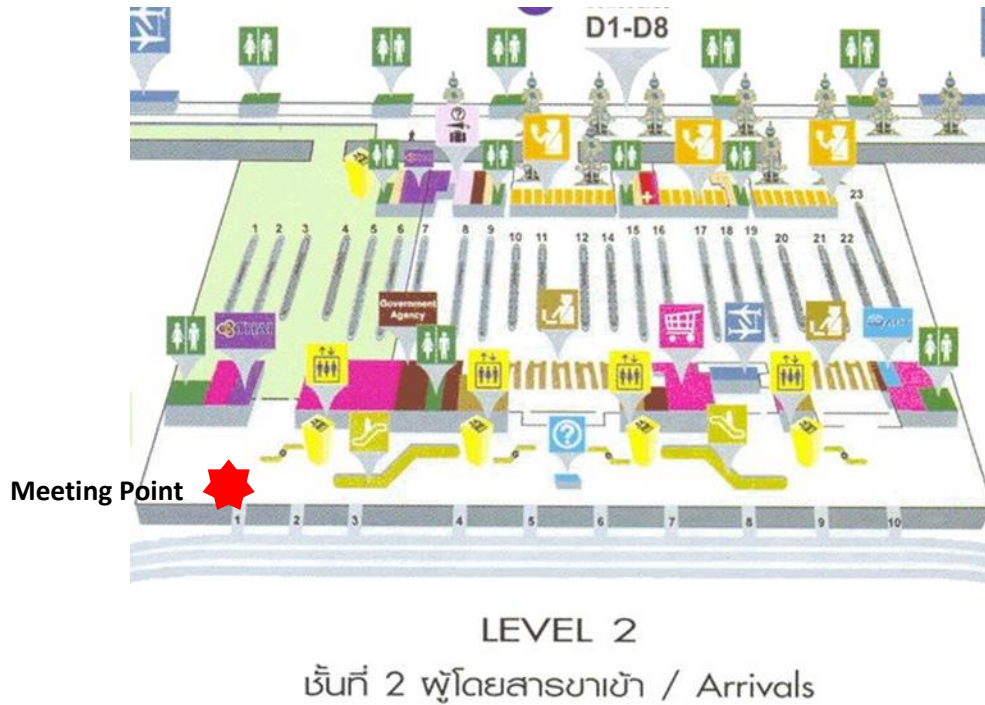 D1-D8
1 2 3 4 5 6 7 8 9 10 11 12 14 15 16 17 18 19 20 21 22 23
THAI
Government
Agency
Meeting Point
1 2 3 4 5 6 7 8 9 10
LEVEL 2
ชั้นที่ 2 ผู้โดยสารขาเข้า / Arrivals